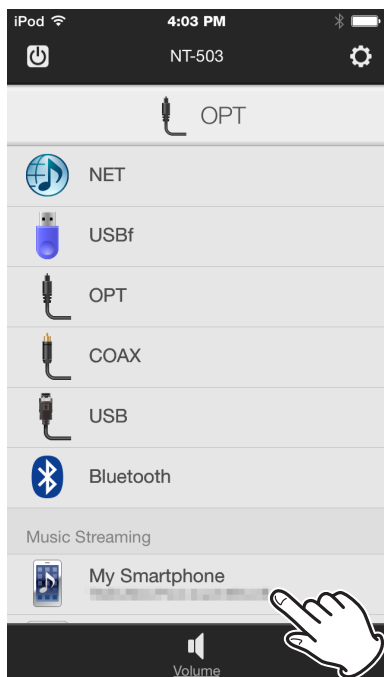 iPod 4:03 PM
NT-503
OPT
NET
USBf
OPT
COAX
USB
Bluetooth
Music Streaming
My Smartphone
Volume